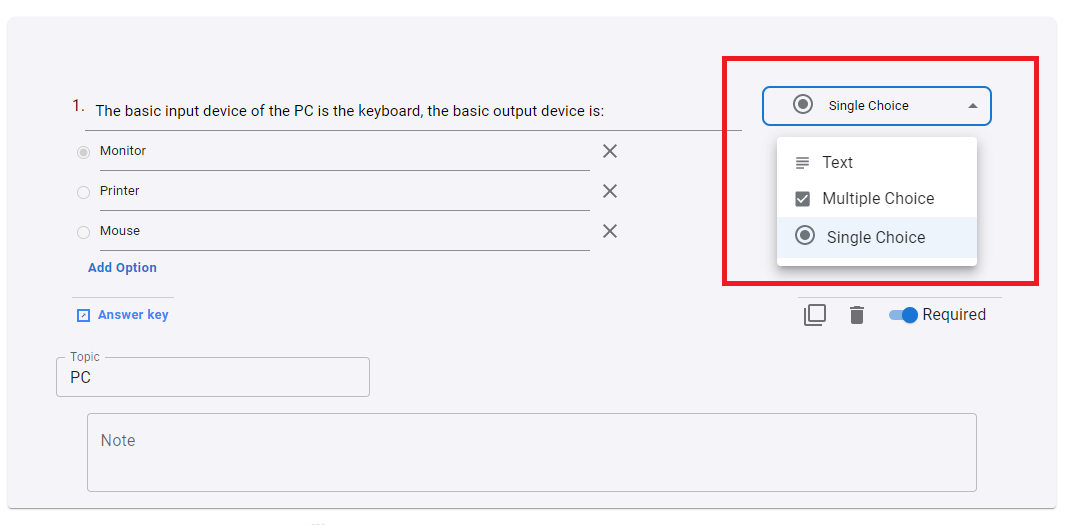 1. The basic input device of the PC is the keyboard, the basic output device is:
Single Choice
Monitor
Printer
Mouse
Add Option
Text
Multiple Choice
Single Choice
Answer key
Required
Topic
PC
Note